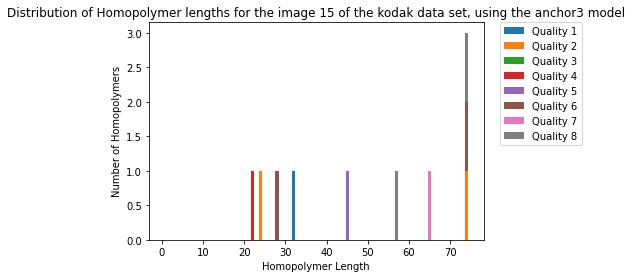 Distribution of Homopolymer lengths for the image 15 of the kodak data set, using the anchor3 model
3.0
2.5
2.0
1.5
1.0
0.5
0.0
Number of Homopolymers
0 10 20 30 40 50 60 70
Homopolymer Length
Quality 1
Quality 2
Quality 3
Quality 4
Quality 5
Quality 6
Quality 7
Quality 8